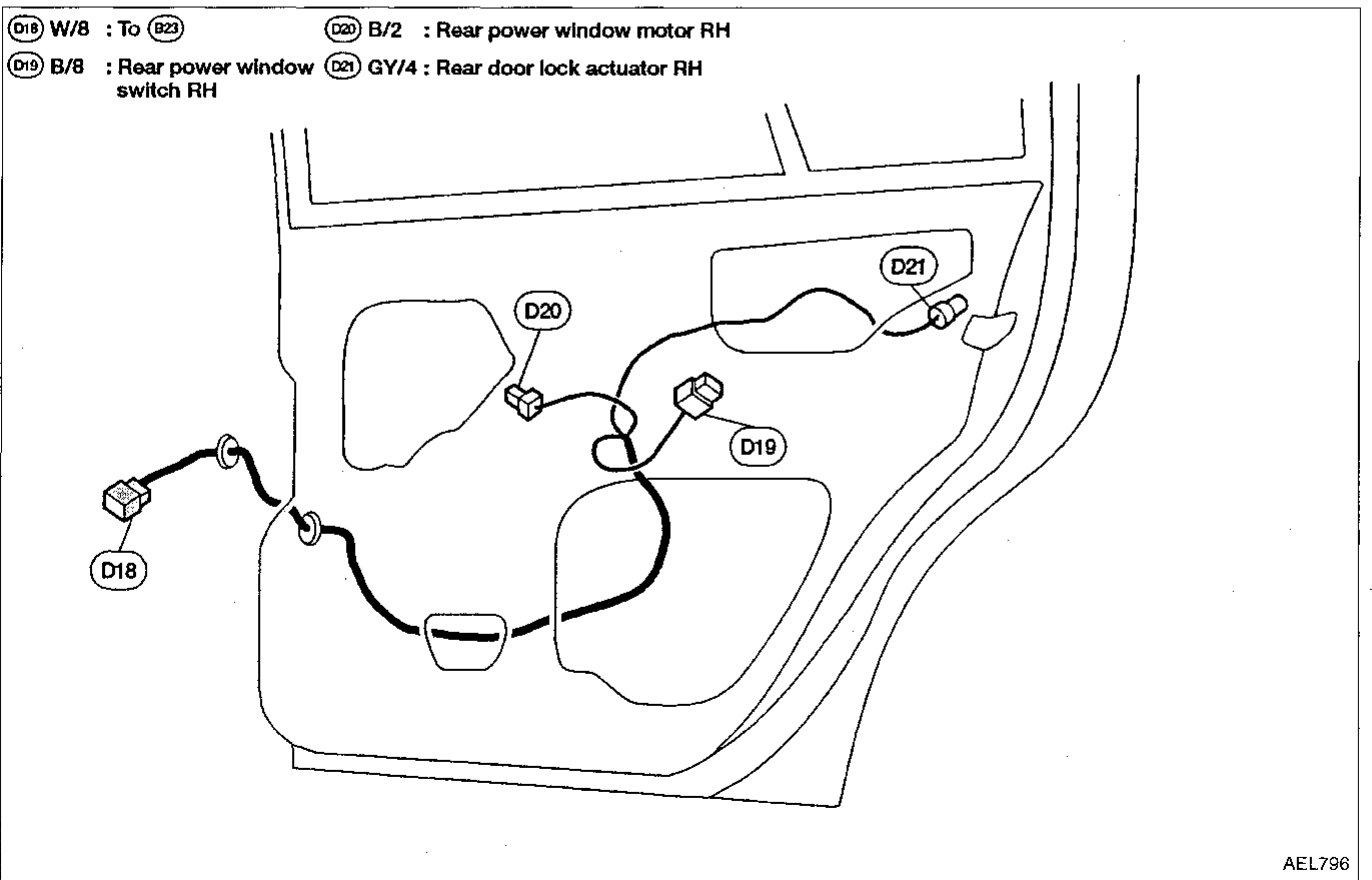 D18 W/8 : To B23 D20 B/2 : Rear power window motor RH
D19 B/8 : Rear power window switch RH D21 GY/4 : Rear door lock actuator RH
D21
D20
D19
D18
AEL796